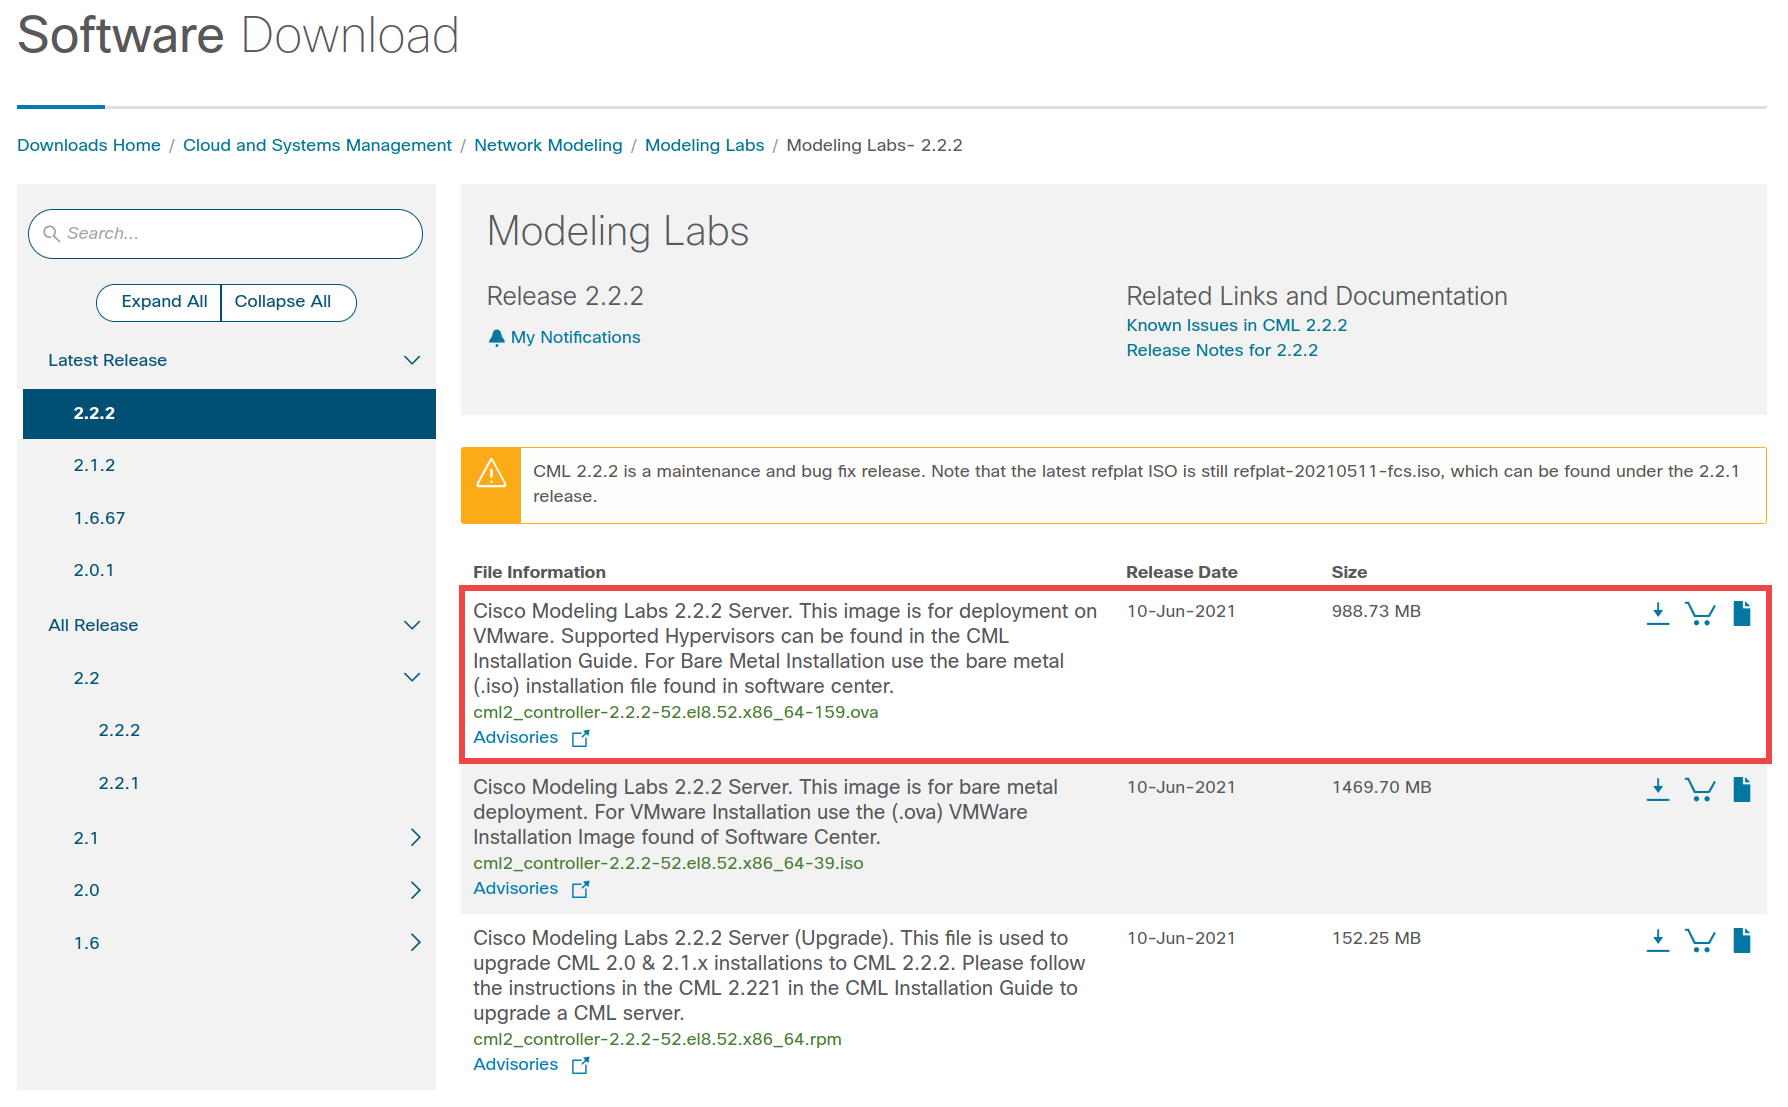 Software Download
Downloads Home / Cloud and Systems Management / Network Modeling / Modeling Labs / Modeling Labs- 2.2.2
Search...
Expand All
Collapse All
Latest Release
2.2.2
2.1.2
1.6.67
2.0.1
All Release
2.2
2.2.2
2.2.1
2.1
2.0
1.6
Modeling Labs
Release 2.2.2
My Notifications
Related Links and Documentation
Known Issues in CML 2.2.2
Release Notes for 2.2.2
CML 2.2.2 is a maintenance and bug fix release. Note that the latest refplat ISO is still refplat-20210511-fcs.iso, which can be found under the 2.2.1
release.
File Information Release Date Size
Cisco Modeling Labs 2.2.2 Server. This image is for deployment on 10-Jun-2021 988.73 MB
VMware. Supported Hypervisors can be found in the CML
Installation Guide. For Bare Metal Installation use the bare metal
(.iso) installation file found in software center.
cml2_controller-2.2.2-52.el8.52.x86_64-159.ova
Advisories
Cisco Modeling Labs 2.2.2 Server. This image is for bare metal 10-Jun-2021 1469.70 MB
deployment. For VMware Installation use the (.ova) VMWare
Installation Image found of Software Center.
cml2_controller-2.2.2-52.el8.52.x86_64-39.iso
Advisories
Cisco Modeling Labs 2.2.2 Server (Upgrade). This file is used to 10-Jun-2021 152.25 MB
upgrade CML 2.0 & 2.1.x installations to CML 2.2.2. Please follow
the instructions in the CML 2.221 in the CML Installation Guide to
upgrade a CML server.
cml2_controller-2.2.2-52.el8.52.x86_64.rpm
Advisories